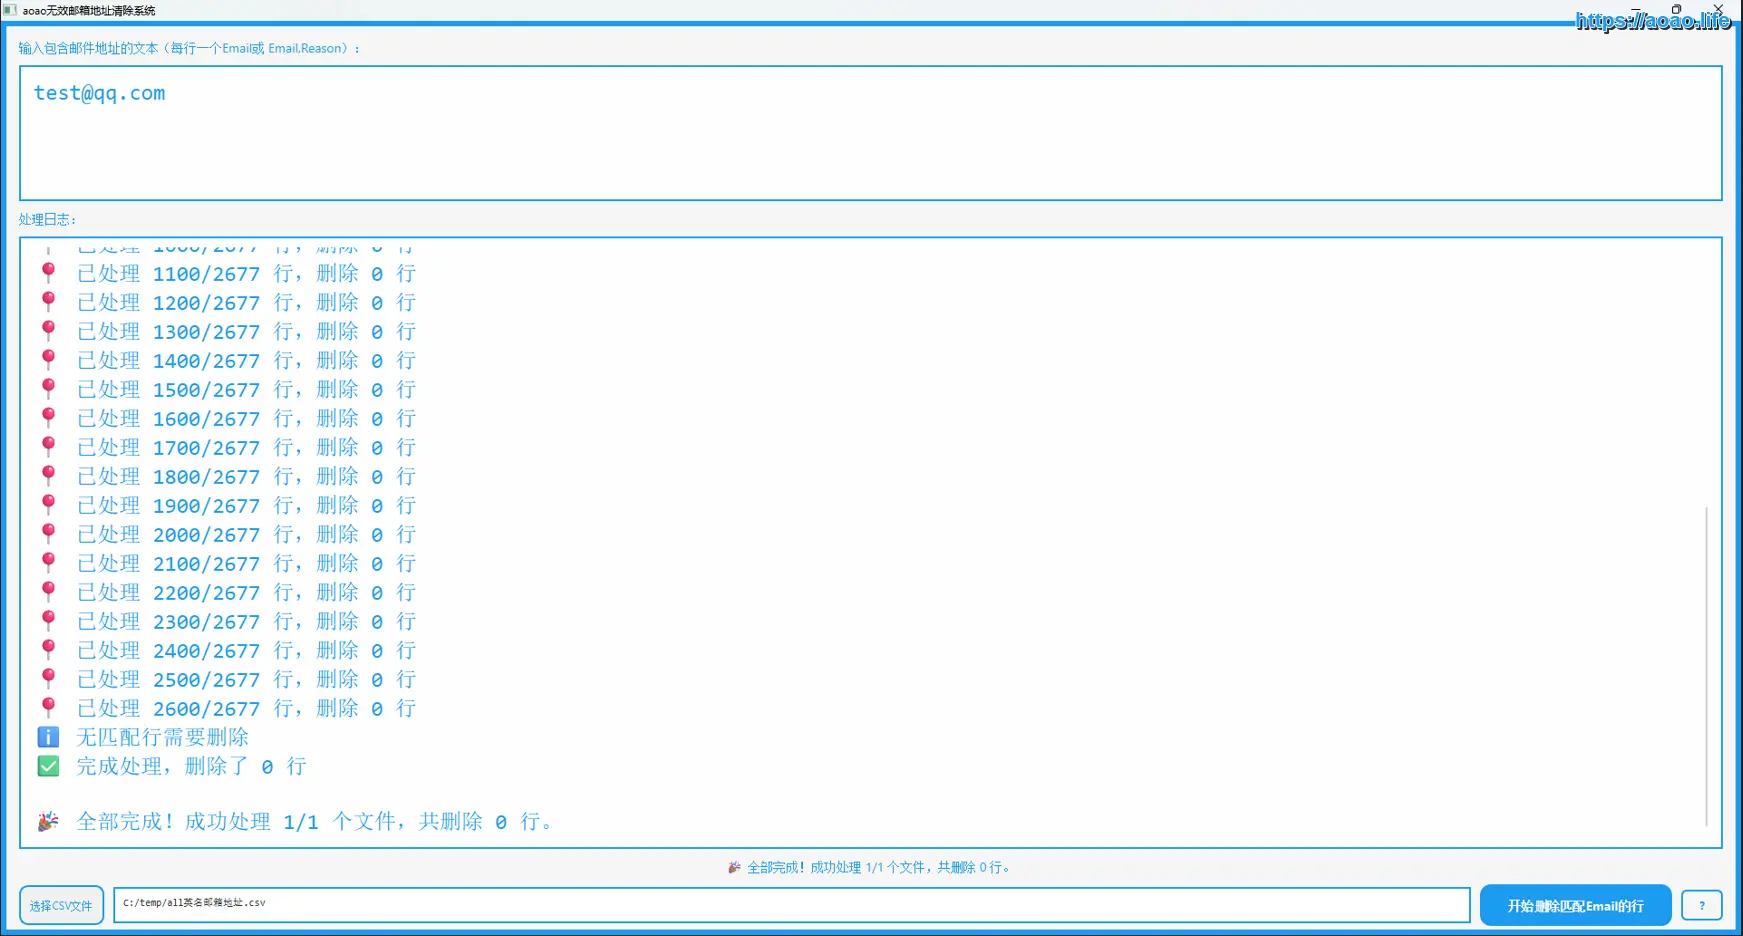 aoao无效邮箱地址清除系统
https://aoao.life
输入包含邮件地址的文本（每行一个Email或 Email,Reason）：
test@qq.com
处理日志：
已处理 1000/2677 行，删除 0 行
已处理 1100/2677 行，删除 0 行
已处理 1200/2677 行，删除 0 行
已处理 1300/2677 行，删除 0 行
已处理 1400/2677 行，删除 0 行
已处理 1500/2677 行，删除 0 行
已处理 1600/2677 行，删除 0 行
已处理 1700/2677 行，删除 0 行
已处理 1800/2677 行，删除 0 行
已处理 1900/2677 行，删除 0 行
已处理 2000/2677 行，删除 0 行
已处理 2100/2677 行，删除 0 行
已处理 2200/2677 行，删除 0 行
已处理 2300/2677 行，删除 0 行
已处理 2400/2677 行，删除 0 行
已处理 2500/2677 行，删除 0 行
已处理 2600/2677 行，删除 0 行
无匹配行需要删除
完成处理，删除了 0 行
全部完成！成功处理 1/1 个文件，共删除 0 行。
全部完成！成功处理 1/1 个文件，共删除 0 行。
选择CSV文件
C:/temp/all英名邮箱地址.csv
开始删除匹配Email的行
?